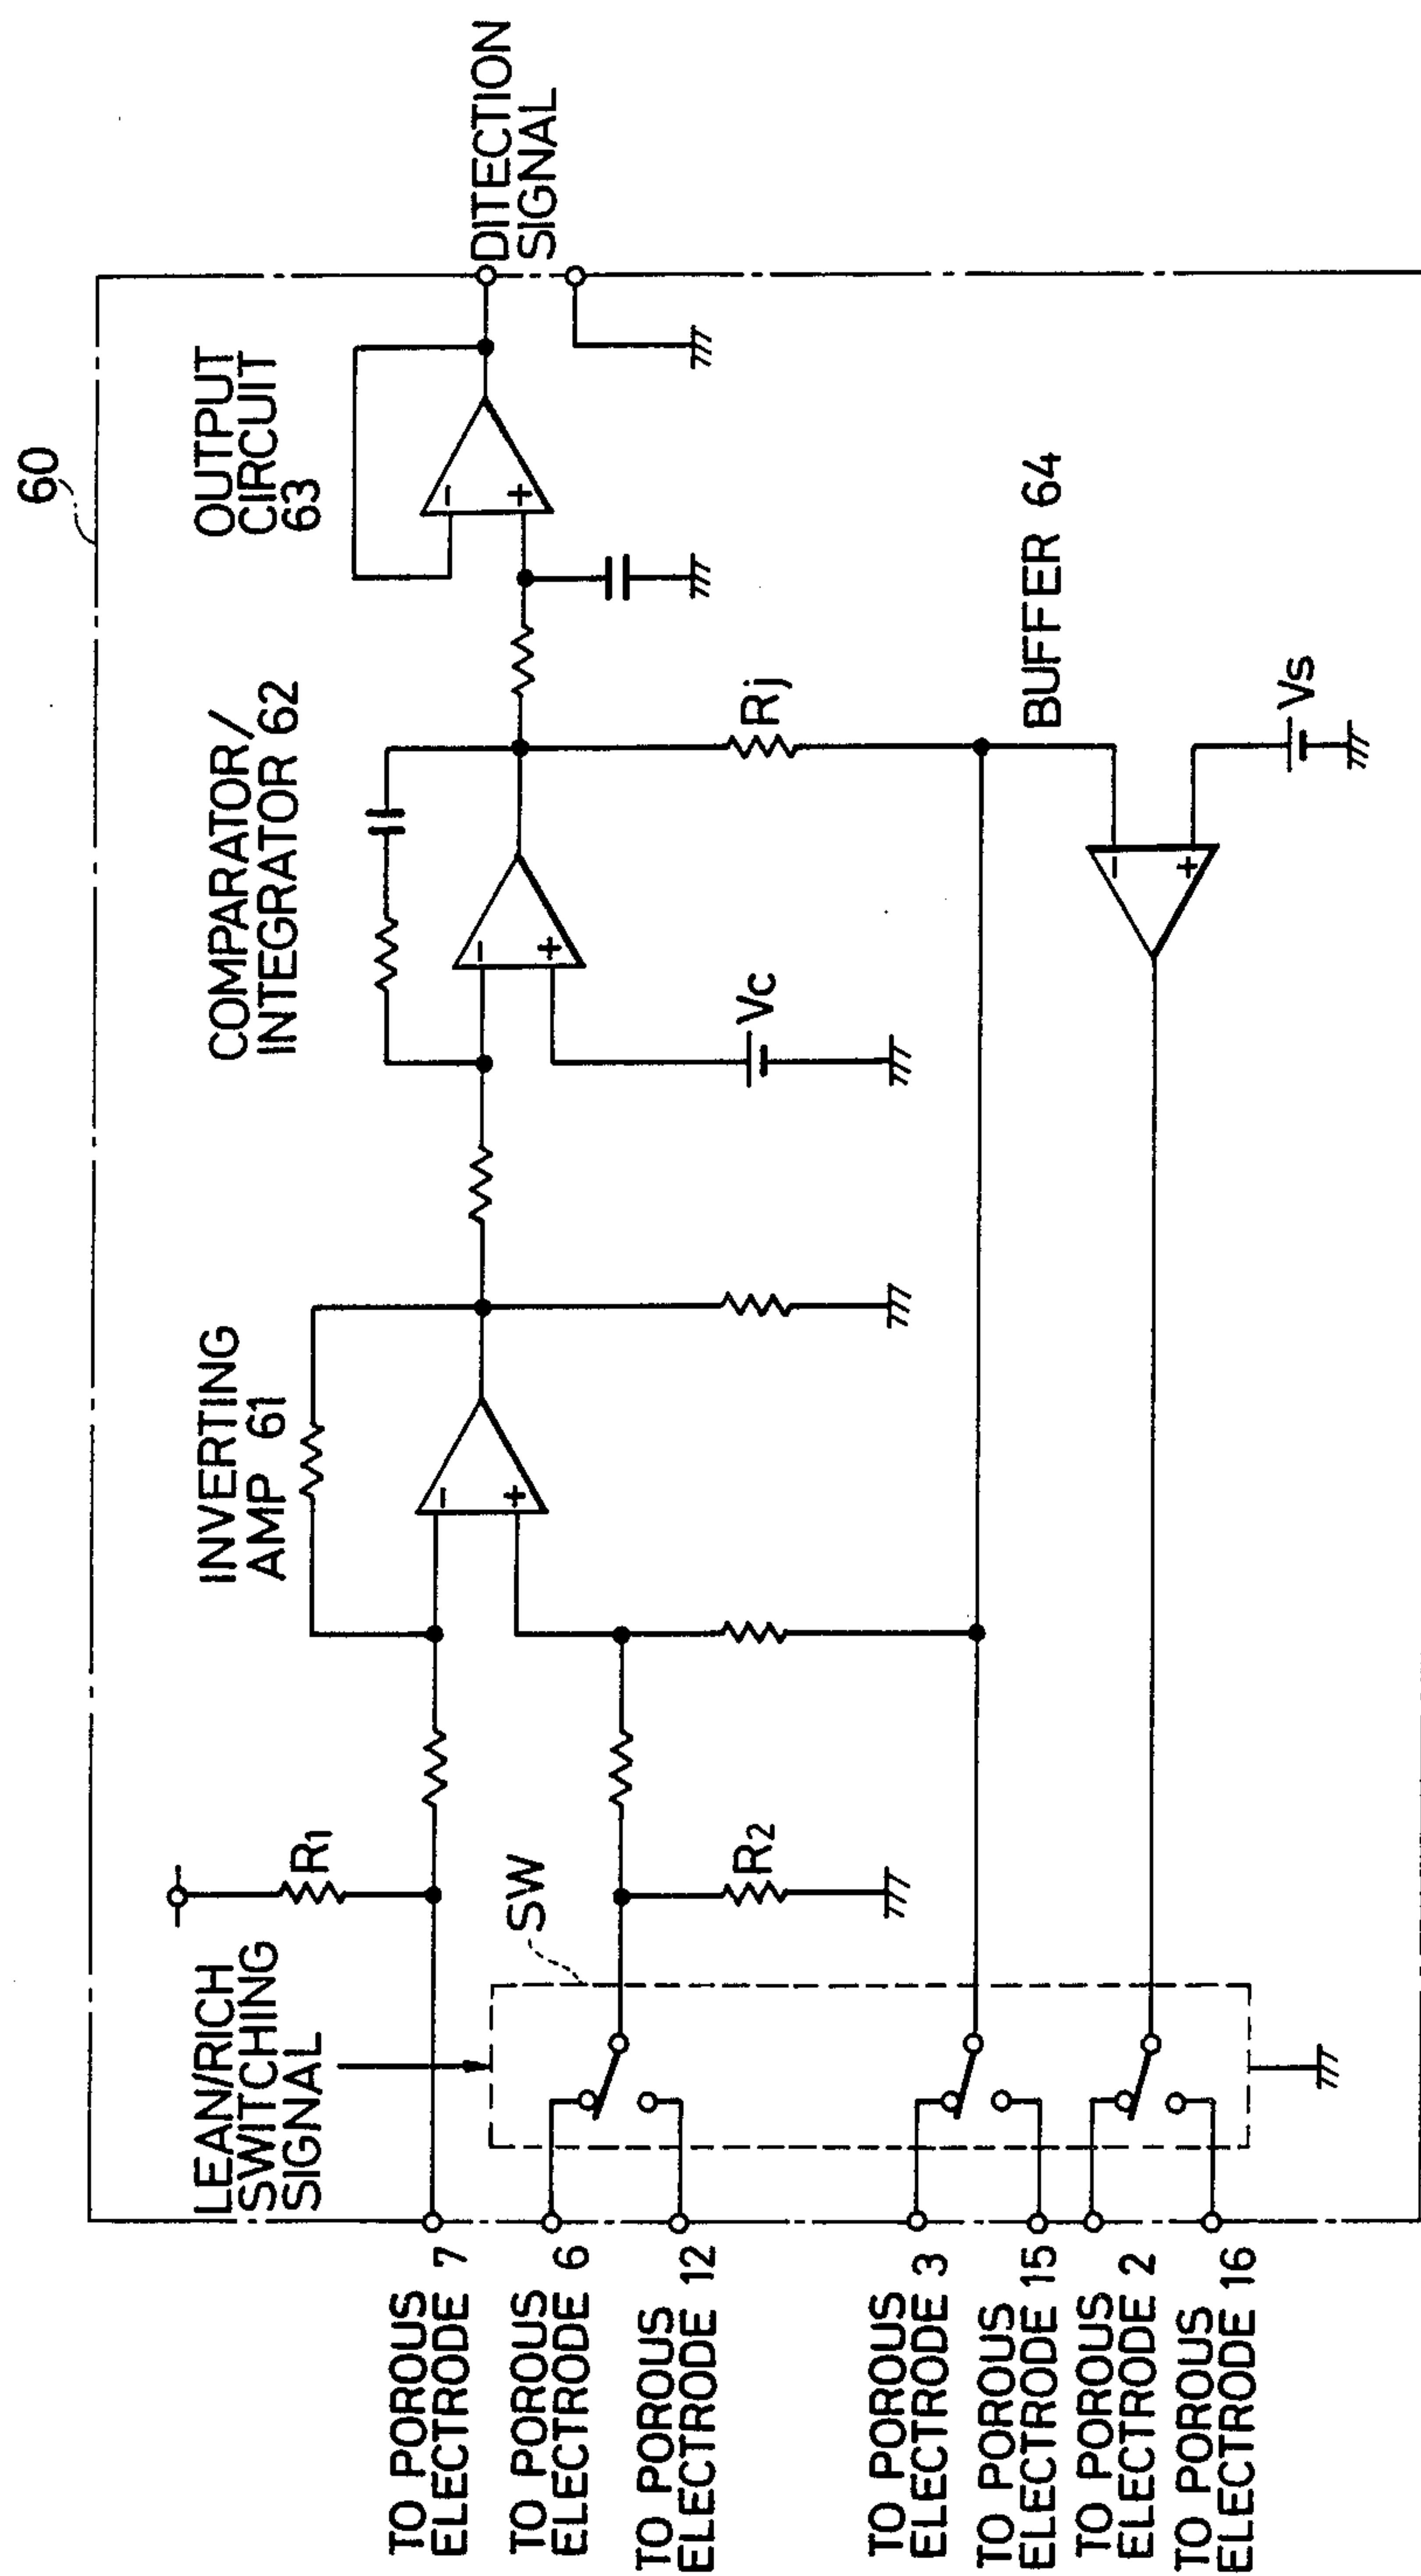 60
LEAN/RICH
SWITCHING
SIGNAL
R1
INVERTING
AMP 61
COMPARATOR/
INTEGRATOR 62
OUTPUT
CIRCUIT
63
DITECTION
SIGNAL
TO POROUS
ELECTRODE 7
TO POROUS
ELECTRODE 6
TO POROUS
ELECTRODE 12
TO POROUS
ELECTRODE 3
TO POROUS
ELECTRODE 15
TO POROUS
ELECTRODE 2
TO POROUS
ELECTRODE 16
SW
R2
-
+
-
+
Vc
-
+
Rj
BUFFER 64
-
+
Vs